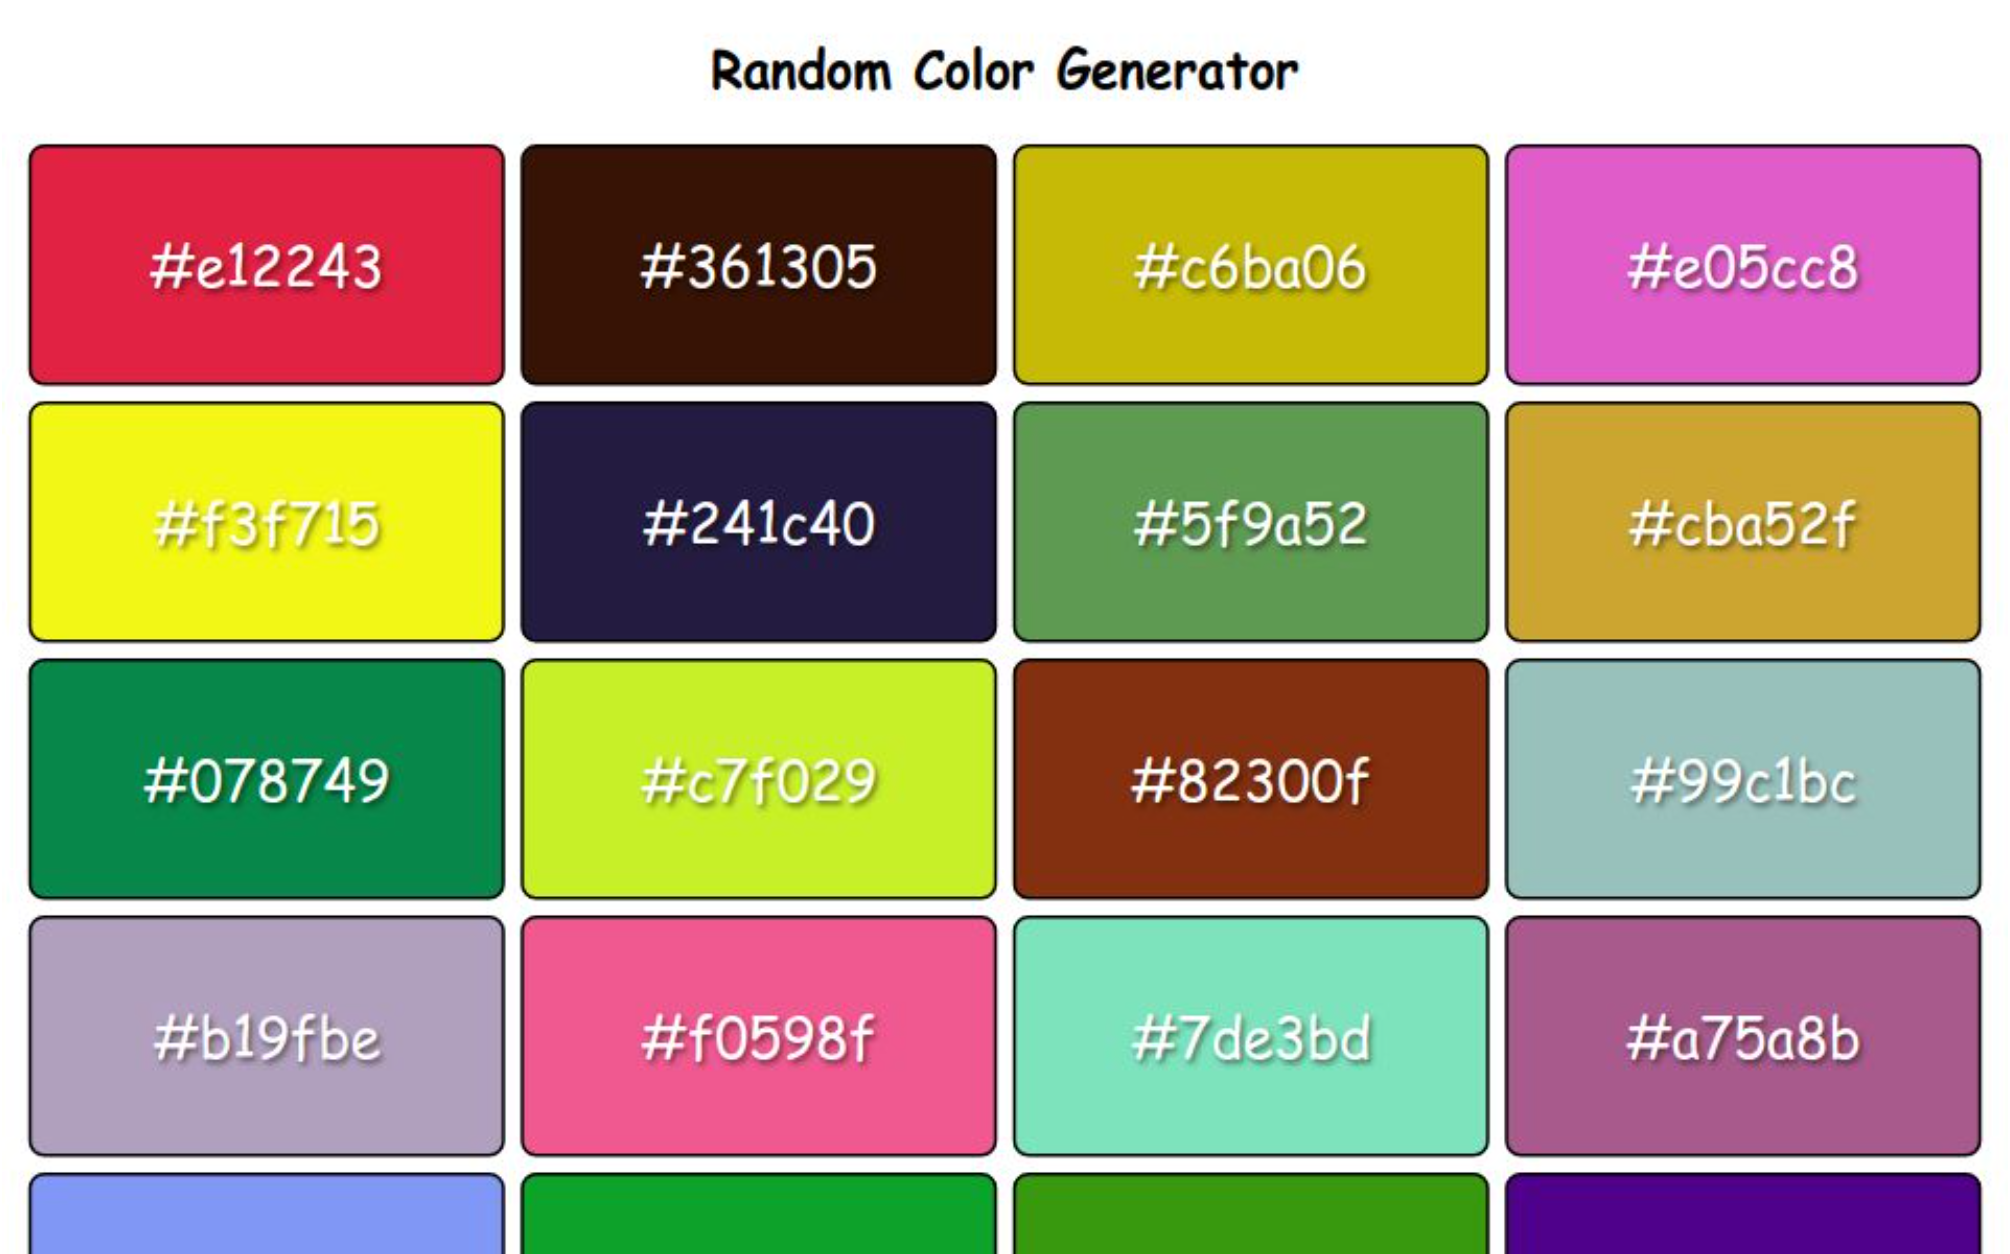 Random Color Generator
#e12243 #361305 #c6ba06 #e05cc8
#f3f715 #241c40 #5f9a52 #cba52f
#078749 #c7f029 #82300f #99c1bc
#b19fbe #f0598f #7de3bd #a75a8b